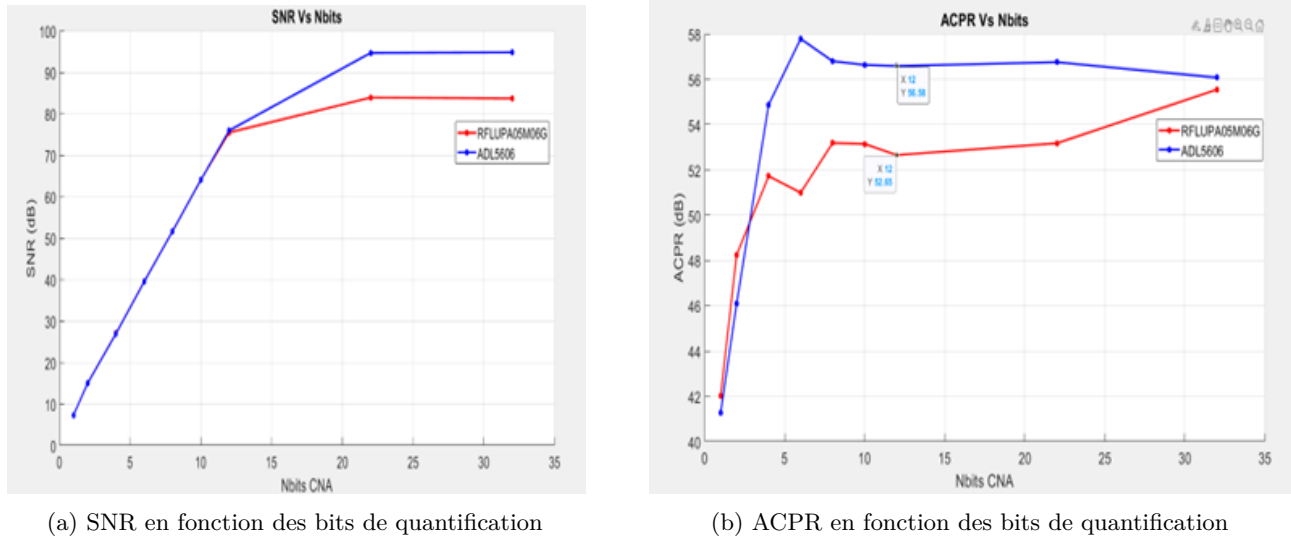 SNR Vs Nbits
100
90
80
70
60
50
40
30
20
10
0
SNR (dB)
RFLUPA05M06G
ADL5606
0 5 10 15 20 25 30 35
Nbits CNA
(a) SNR en fonction des bits de quantification
ACPR Vs Nbits
58
56
54
52
50
48
46
44
42
40
ACPR (dB)
X 12
Y 56.58
X 12
Y 52.65
RFLUPA05M06G
ADL5606
0 5 10 15 20 25 30 35
Nbits CNA
(b) ACPR en fonction des bits de quantification